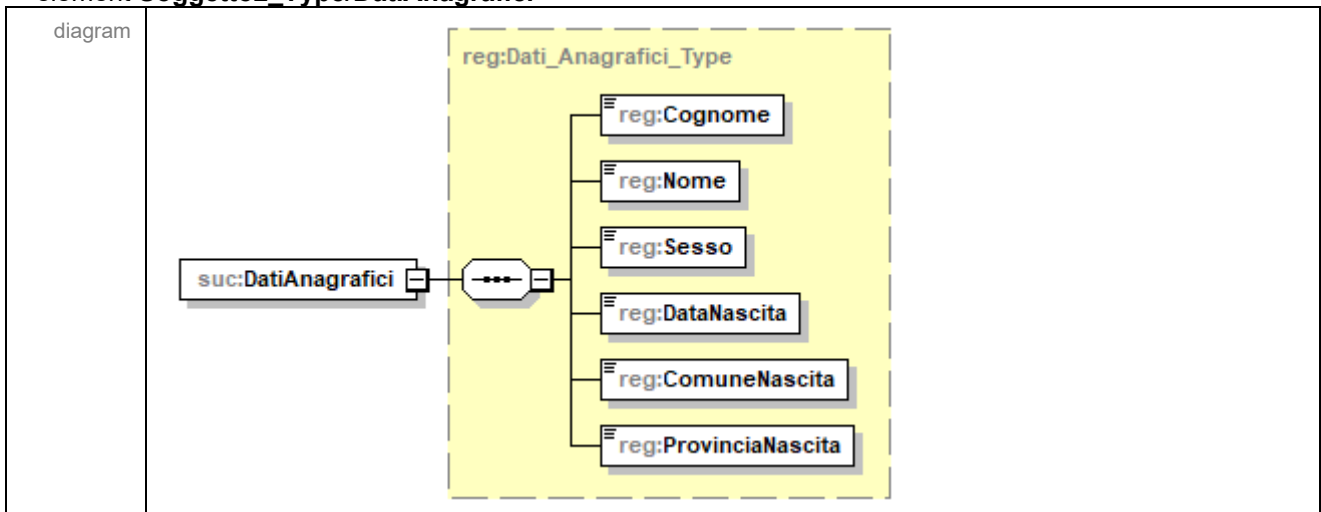 element Soggetto2_Type/DatiAnagrafici
diagram
reg:Dati_Anagrafici_Type
reg:Cognome
reg:Nome
reg:Sesso
suc:DatiAnagrafici
reg:DataNascita
reg:ComuneNascita
reg:ProvinciaNascita